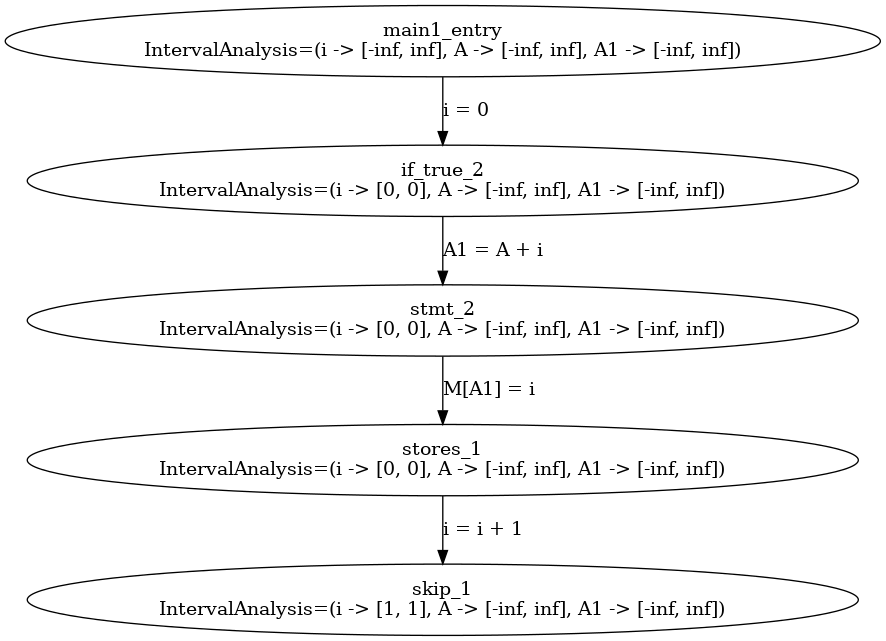 main1_entry
IntervalAnalysis=(i -> [-inf, inf], A -> [-inf, inf], A1 -> [-inf, inf])
i = 0
if_true_2
IntervalAnalysis=(i -> [0, 0], A -> [-inf, inf], A1 -> [-inf, inf])
A1 = A + i
stmt_2
IntervalAnalysis=(i -> [0, 0], A -> [-inf, inf], A1 -> [-inf, inf])
M[A1] = i
stores_1
IntervalAnalysis=(i -> [0, 0], A -> [-inf, inf], A1 -> [-inf, inf])
i = i + 1
skip_1
IntervalAnalysis=(i -> [1, 1], A -> [-inf, inf], A1 -> [-inf, inf])